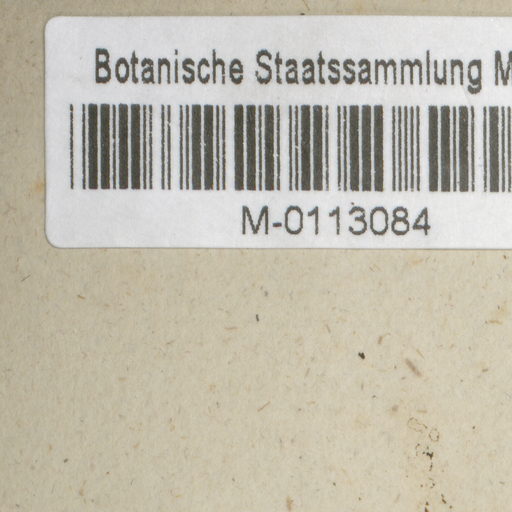 Botanische Staatssammlung M
M-0113084